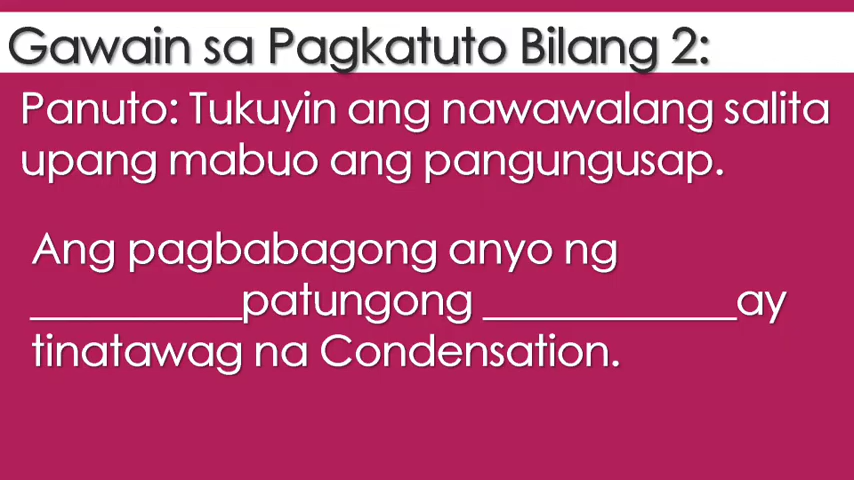 Gawain sa Pagkatuto Bilang 2:
Panuto: Tukuyin ang nawawalang salita
upang mabuo ang pangungusap.
Ang pagbabagong anyo ng
__________patungong ____________ay
tinatawag na Condensation.